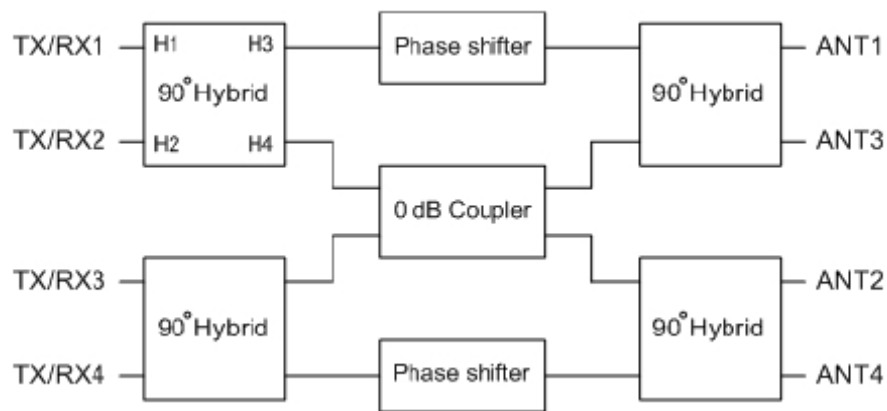 TX/RX1
H1 H3
Phase shifter
ANT1
90°Hybrid
90°Hybrid
TX/RX2
H2 H4
ANT3
0 dB Coupler
TX/RX3
ANT2
90°Hybrid
90°Hybrid
TX/RX4
Phase shifter
ANT4